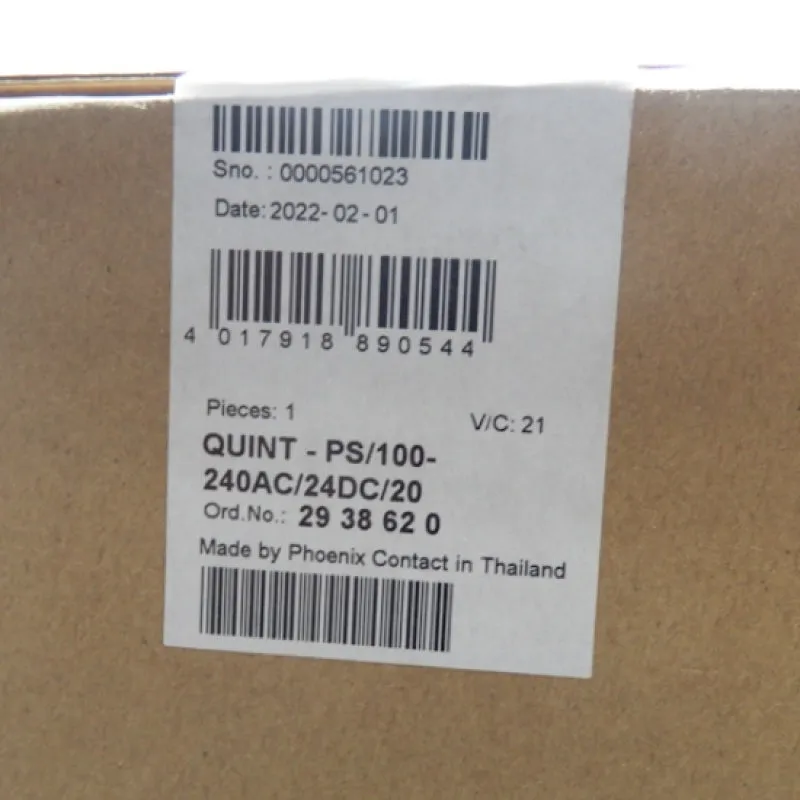 Sno. : 0000561023
Date: 2022-02-01
4 017918 890544
Pieces: 1 V/C: 21
QUINT - PS/100-
240AC/24DC/20
Ord.No.: 29 38 62 0
Made by Phoenix Contact in Thailand